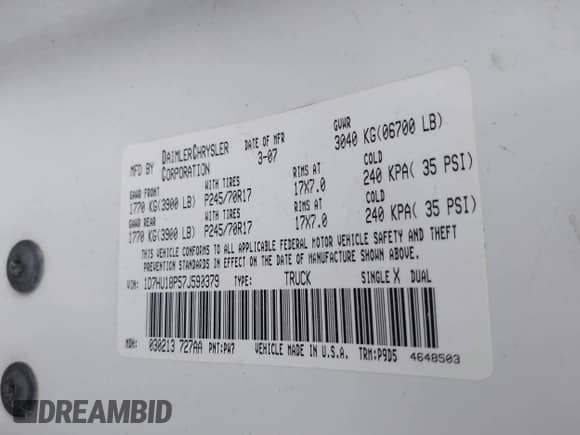 MFD BY DAIMLERCHRYSLER CORPORATION DATE OF MFR 3-07 GVWR 3040 KG(06700 LB)
GAWR FRONT WITH TIRES RIMS AT COLD
1770 KG(3900 LB) P245/70R17 17X7.0 240 KPA( 35 PSI)
GAWR REAR WITH TIRES RIMS AT COLD
1770 KG(3900 LB) P245/70R17 17X7.0 240 KPA( 35 PSI)
THIS VEHICLE CONFORMS TO ALL APPLICABLE FEDERAL MOTOR VEHICLE SAFETY AND THEFT
PREVENTION STANDARDS IN EFFECT ON THE DATE OF MANUFACTURE SHOWN ABOVE.
VIN: 1D7HU18P57J590379 TYPE: TRUCK SINGLE X DUAL
MDH: 030213 727AA PNT:PW7 VEHICLE MADE IN U.S.A. TRM:P9D5 4648503
DREAMBID